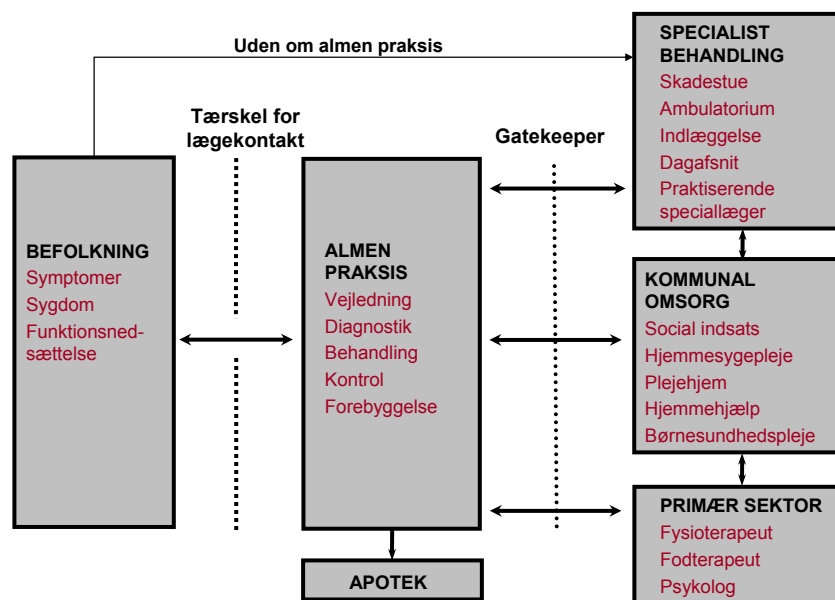 Uden om almen praksis
Tærskel for
lægekontakt
Gatekeeper
BEFOLKNING
Symptomer
Sygdom
Funktionsned-
sættelse
ALMEN
PRAKSIS
Vejledning
Diagnostik
Behandling
Kontrol
Forebyggelse
APOTEK
SPECIALIST
BEHANDLING
Skadestue
Ambulatorium
Indlæggelse
Dagafsnit
Praktiserende
speciallæger
KOMMUNAL
OMSORG
Social indsats
Hjemmesygepleje
Plejehjem
Hjemmehjælp
Børnesundhedspleje
PRIMÆR SEKTOR
Fysioterapeut
Fodterapeut
Psykolog